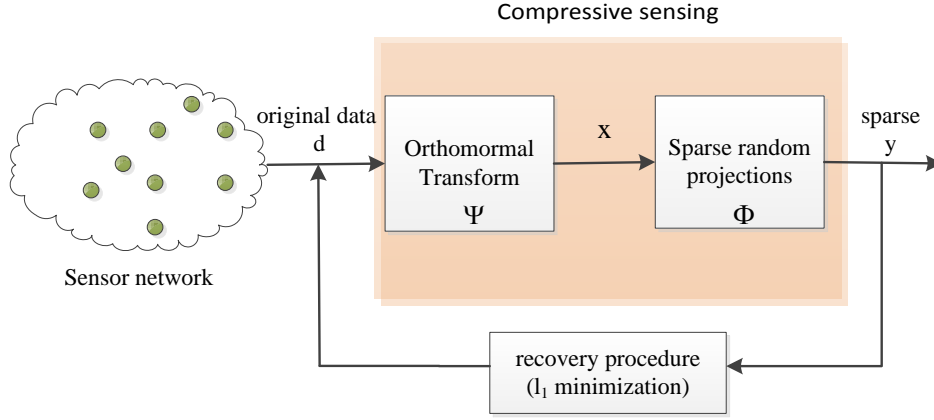 Compressive sensing
original data
d
Orthomormal
Transform
Ψ
x
Sparse random
projections
Φ
sparse
y
Sensor network
recovery procedure
(l₁ minimization)